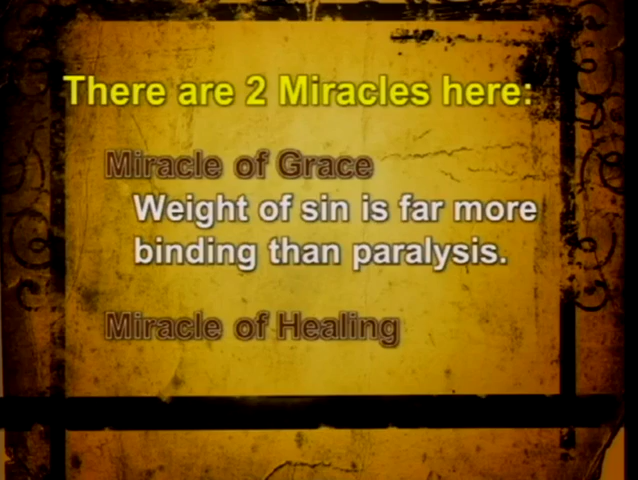 There are 2 Miracles here:
Miracle of Grace
Weight of sin is far more
binding than paralysis.
Miracle of Healing